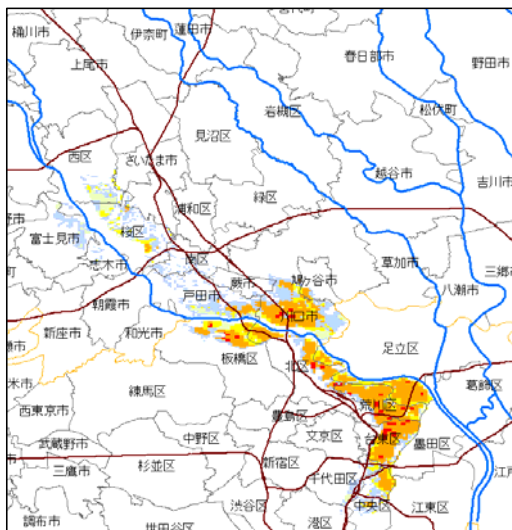 桶川市
伊奈町
蓮田市
春日部市
野田市
上尾市
岩槻区
松伏町
見沼区
西区
さいたま市
越谷市
吉川市
緑区
浦和区
桜区
富士見市
南区
志木市
草加市
三郷
蕨市
鳩ヶ谷市
八潮市
戸田市
朝霞市
川口市
新座市
和光市
足立区
板橋区
北区
葛飾区
練馬区
西東京市
荒川区
豊島区
文京区
台東区
墨田区
武蔵野市
中野区
三鷹市
杉並区
新宿区
千代田区
渋谷区
中央区
江東区
調布市
世田谷区
港区